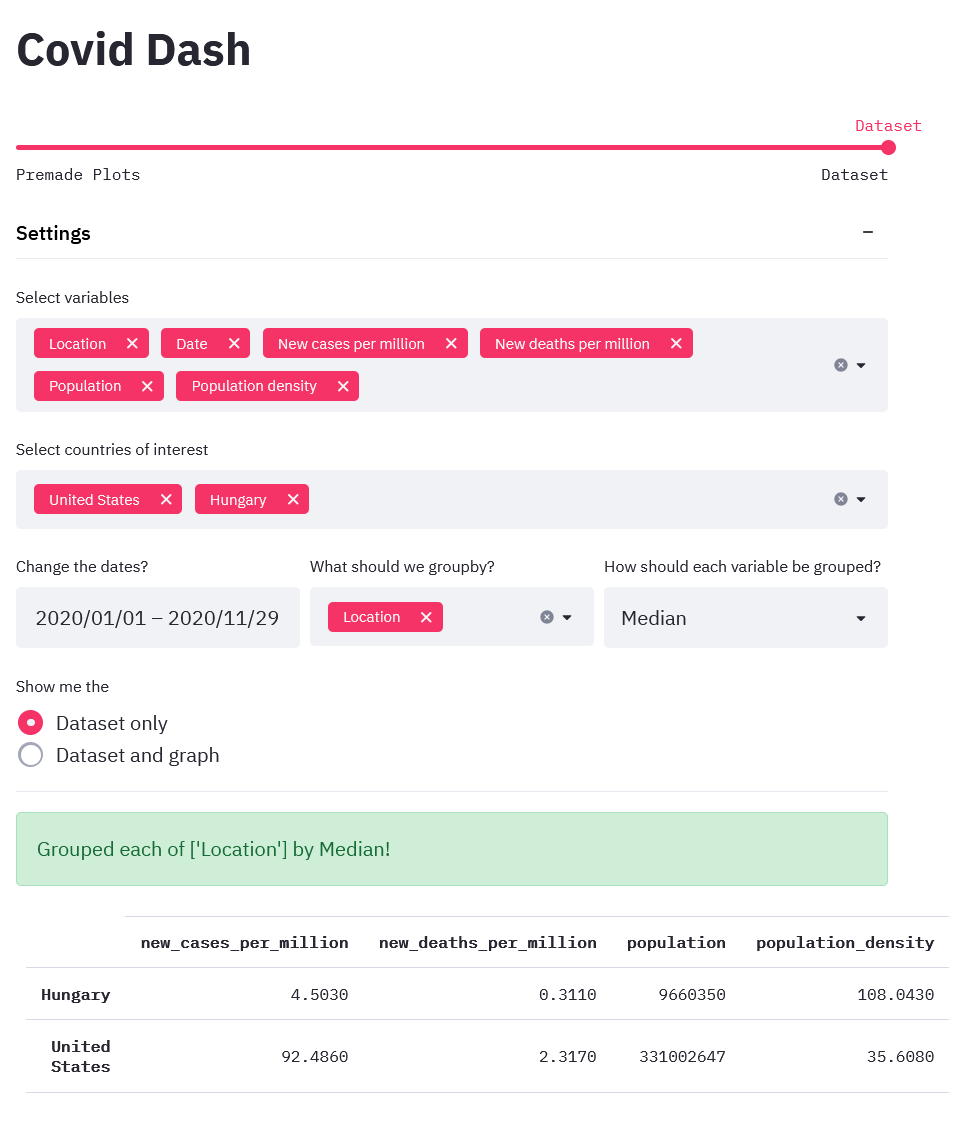 Covid Dash
Dataset
Premade Plots Dataset
Settings
Select variables
Location Date New cases per million New deaths per million
Population Population density
Select countries of interest
United States Hungary
Change the dates? What should we groupby? How should each variable be grouped?
2020/01/01 – 2020/11/29 Location Median
Show me the
Dataset only
Dataset and graph
Grouped each of ['Location'] by Median!
new_cases_per_million new_deaths_per_million population population_density
Hungary 4.5030 0.3110 9660350 108.0430
United States 92.4860 2.3170 331002647 35.6080